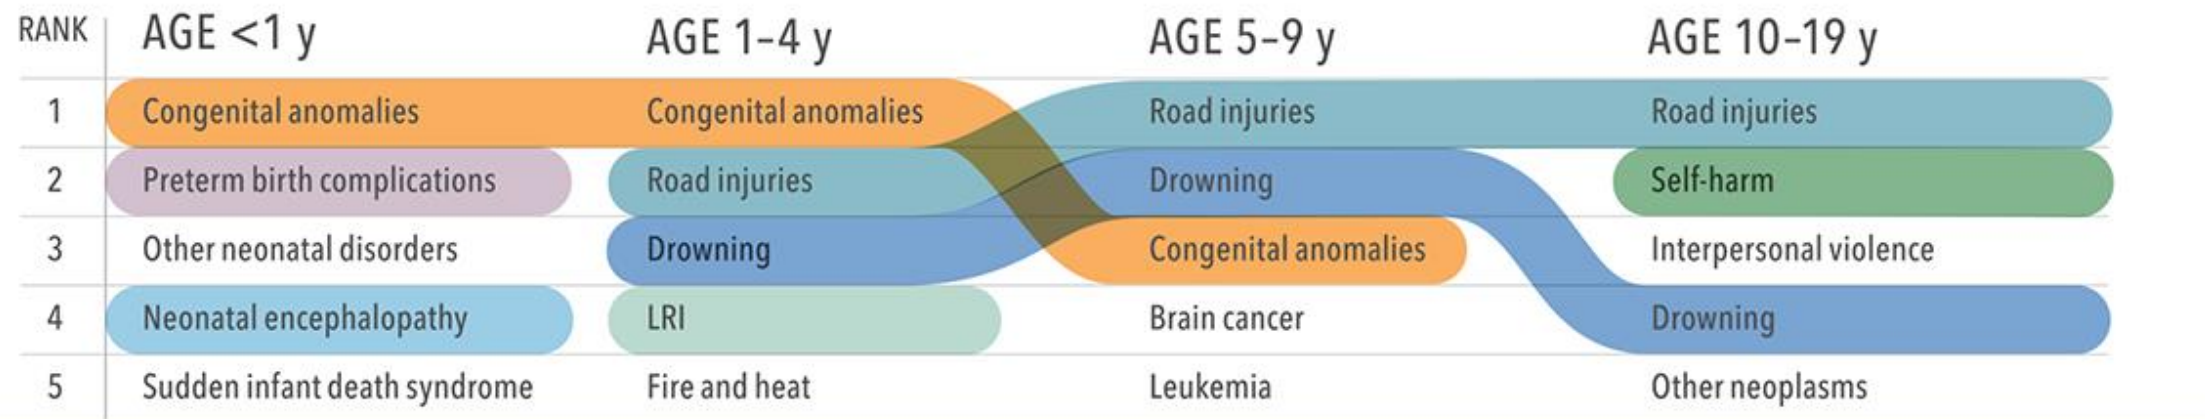 RANK AGE <1 y AGE 1–4 y AGE 5–9 y AGE 10–19 y
1 Congenital anomalies Congenital anomalies Road injuries Road injuries
2 Preterm birth complications Road injuries Drowning Self-harm
3 Other neonatal disorders Drowning Congenital anomalies Interpersonal violence
4 Neonatal encephalopathy LRI Brain cancer Drowning
5 Sudden infant death syndrome Fire and heat Leukemia Other neoplasms